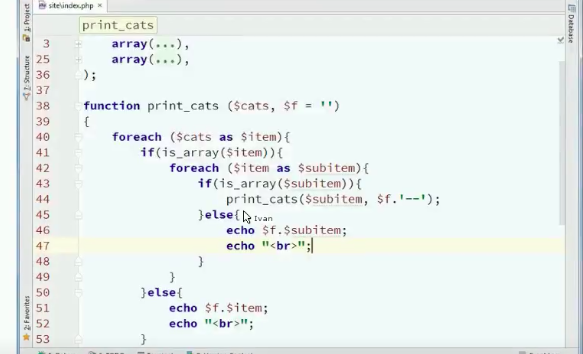 site\index.php ×
print_cats
1: Project
Database
3 array(...),
25 array(...),
36 );
37
38 function print_cats ($cats, $f = '')
39 {
40 foreach ($cats as $item){
41 if(is_array($item)){
42 foreach ($item as $subitem){
43 if(is_array($subitem)){
44 print_cats($subitem, $f.'--');
45 }else{ Ivan
46 echo $f.$subitem;
47 echo "<br>";
48 }
49 }
50 }else{
51 echo $f.$item;
52 echo "<br>";
53 }
7: Structure
2: Favorites